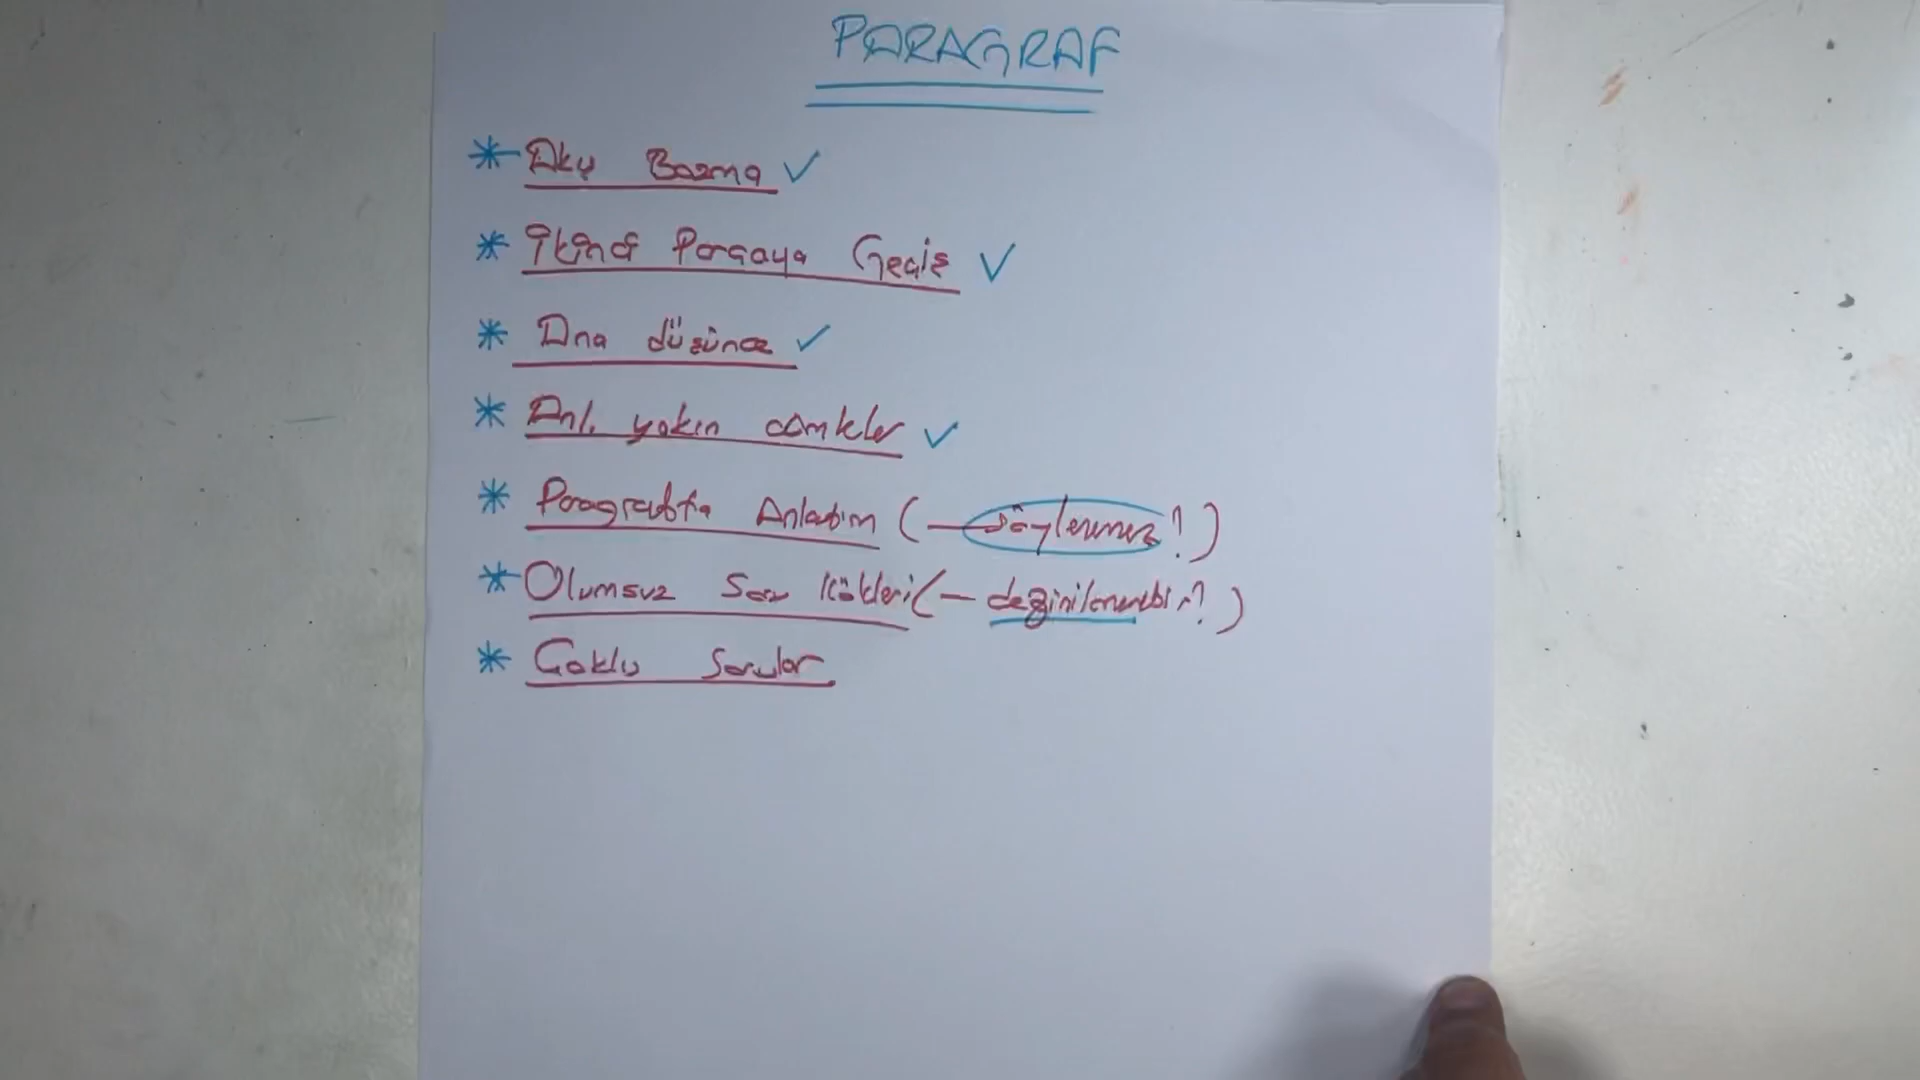 PARAGRAF
* Akış Bozma ✓
* İkinci Parçaya Geçiş ✓
* Ana düşünce ✓
* Anl. yakın cümleler ✓
* Paragrafta Anlatım (— söylenemez?)
* Olumsuz Soru Kökleri (— değinilmemiştir?)
* Çoklu Sorular